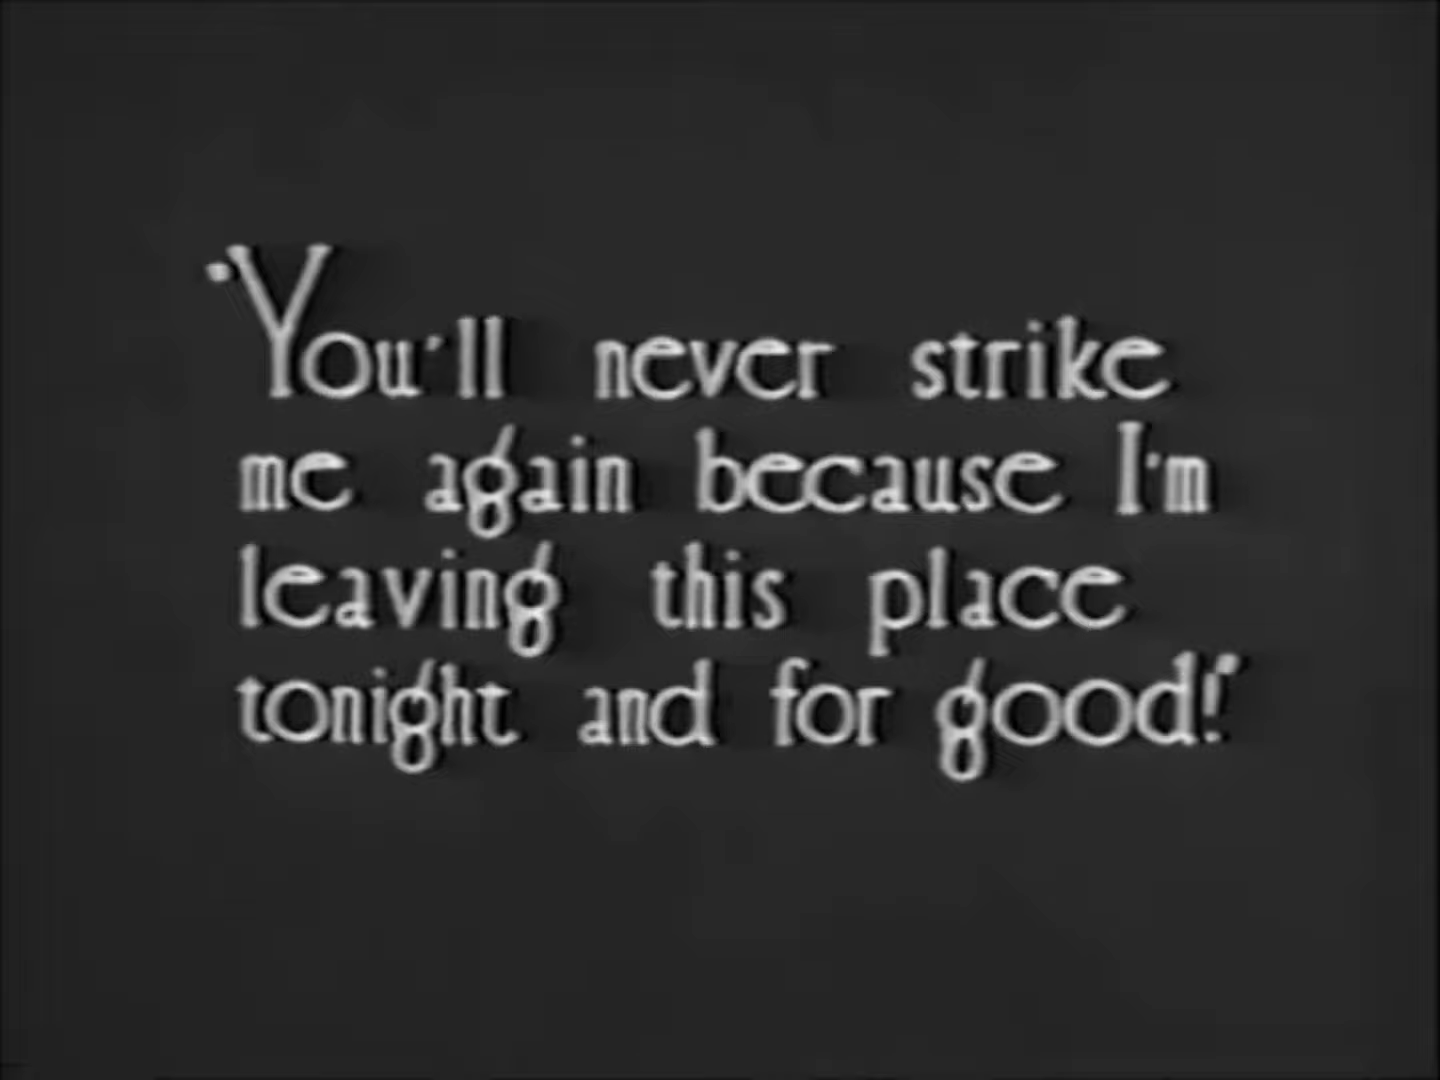 "You'll never strike
me again because I'm
leaving this place
tonight and for good!"